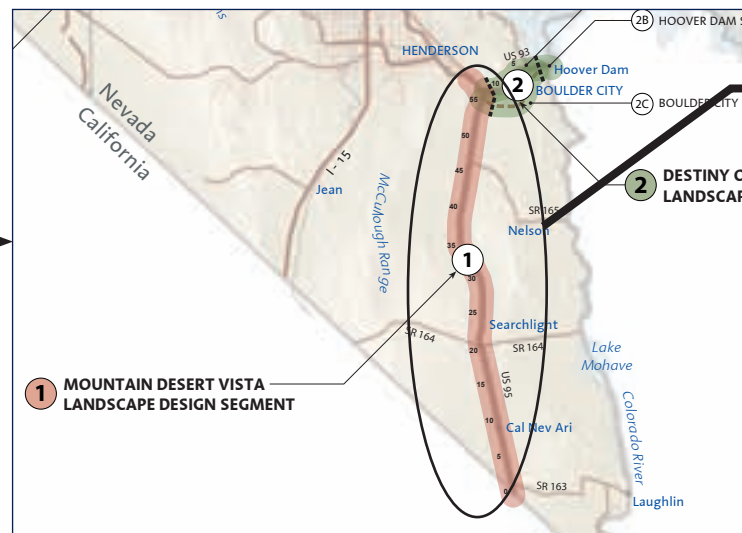 2B HOOVER DAM S
US 93
HENDERSON
5
10
Hoover Dam
2
BOULDER CITY
55
2C BOULDER CITY
Nevada
California
50
I - 15
45
2 DESTINY O
LANDSCAP
Jean
McCullough Range
40
SR 165
Nelson
35
1
30
25
Searchlight
SR 164
SR 164
20
Lake
Mohave
1 MOUNTAIN DESERT VISTA
LANDSCAPE DESIGN SEGMENT
15
US 95
10
Cal Nev Ari
Colorado River
5
0
SR 163
Laughlin